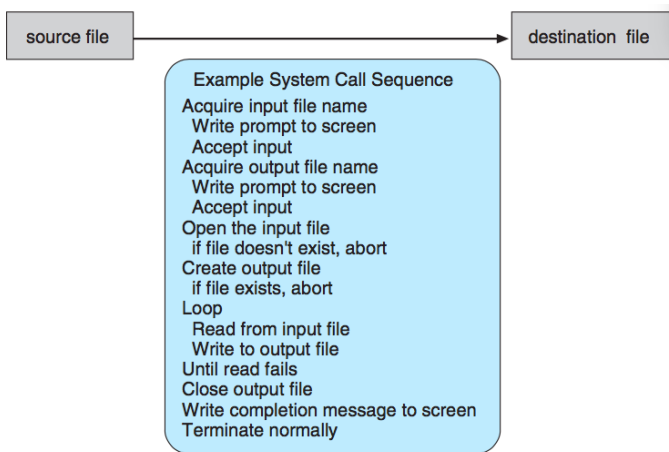 source file
destination file
Example System Call Sequence
Acquire input file name
Write prompt to screen
Accept input
Acquire output file name
Write prompt to screen
Accept input
Open the input file
if file doesn't exist, abort
Create output file
if file exists, abort
Loop
Read from input file
Write to output file
Until read fails
Close output file
Write completion message to screen
Terminate normally